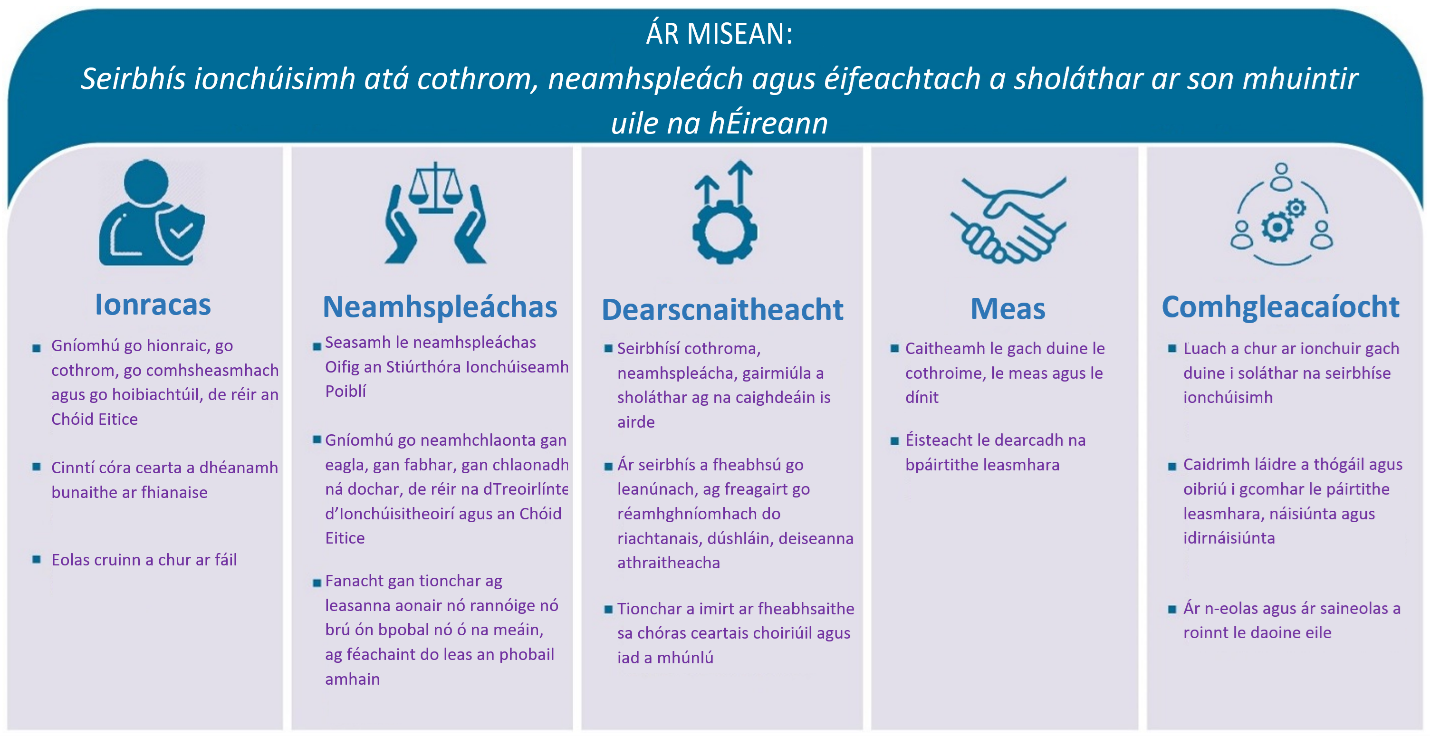 ÁR MISEAN:
Seirbhís ionchúisimh atá cothrom, neamhspleách agus éifeachtach a sholáthar ar son mhuintir
uile na hÉireann
Ionracas
Gníomhú go hionraic, go
cothrom, go comhsheasmhach
agus go hoibiachtúil, de réir an
Chóid Eitice
Cinntí córa cearta a dhéanamh
bunaithe ar fhianaise
Eolas cruinn a chur ar fáil
Neamhspleáchas
Seasamh le neamhspleáchas
Oifig an Stiúrthóra Ionchúiseamh
Poiblí
Gníomhú go neamhchlaonta gan
eagla, gan fabhar, gan chlaonadh
ná dochar, de réir na dTreoirlínte
d'Ionchúisitheoirí agus an Chóid
Eitice
Fanacht gan tionchar ag
leasanna aonair nó rannóige nó
brú ón bpobal nó ó na meáin,
ag féachaint do leas an phobail
amhain
Dearscnaitheacht
Seirbhísí cothroma,
neamhspleácha, gairmiúla a
sholáthar ag na caighdeáin is
airde
Ár seirbhís a fheabhsú go
leanúnach, ag freagairt go
réamhghníomhach do
riachtanais, dúshláin, deiseanna
athraitheacha
Tionchar a imirt ar fheabhsaithe
sa chóras ceartais choiriúil agus
iad a mhúnlú
Meas
Caitheamh le gach duine le
cothroime, le meas agus le
dínit
Éisteacht le dearcadh na
bpáirtithe leasmhara
Comhgleacaíocht
Luach a chur ar ionchuir gach
duine i soláthar na seirbhíse
ionchúisimh
Caidrimh láidre a thógáil agus
oibriú i gcomhar le páirtithe
leasmhara, náisiúnta agus
idirnáisiúnta
Ár n-eolas agus ár saineolas a
roinnt le daoine eile